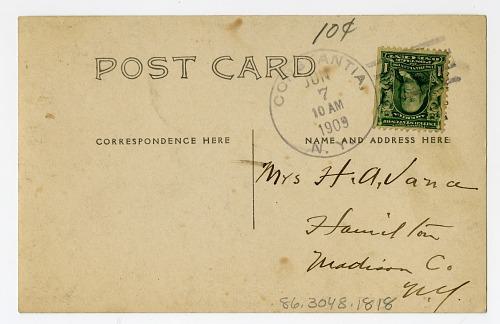 10¢
POST CARD
CONSTANTIA,
JUN
7
10 AM
1909
N.Y.
1
CORRESPONDENCE HERE
NAME AND ADDRESS HERE
Mrs H. A. Vance
Hamilton
Madison Co.
N.Y.
86.3048.1818